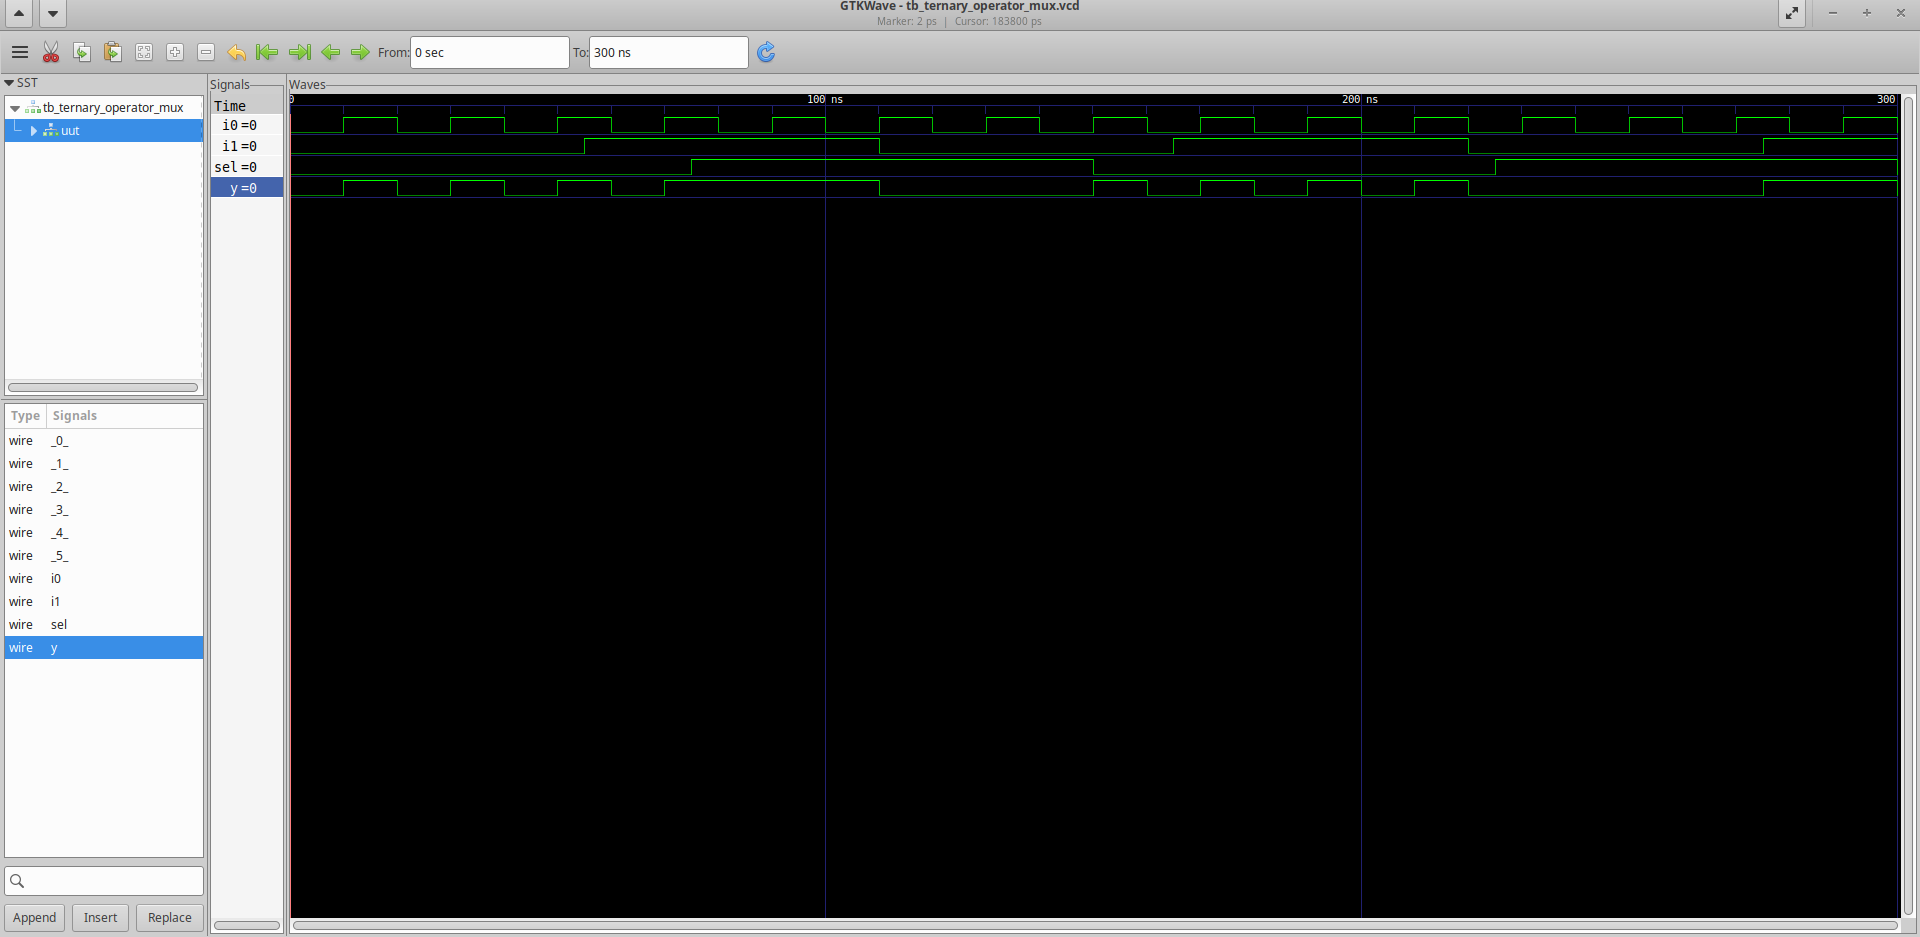 GTKWave - tb_ternary_operator_mux.vcd
Marker: 2 ps | Cursor: 183800 ps
From: 0 sec To: 300 ns
SST
tb_ternary_operator_mux
uut
Type Signals
wire _0_
wire _1_
wire _2_
wire _3_
wire _4_
wire _5_
wire i0
wire i1
wire sel
wire y
Append Insert Replace
Signals
Time
i0 =0
i1 =0
sel =0
y =0
Waves
0 100 ns 200 ns 300